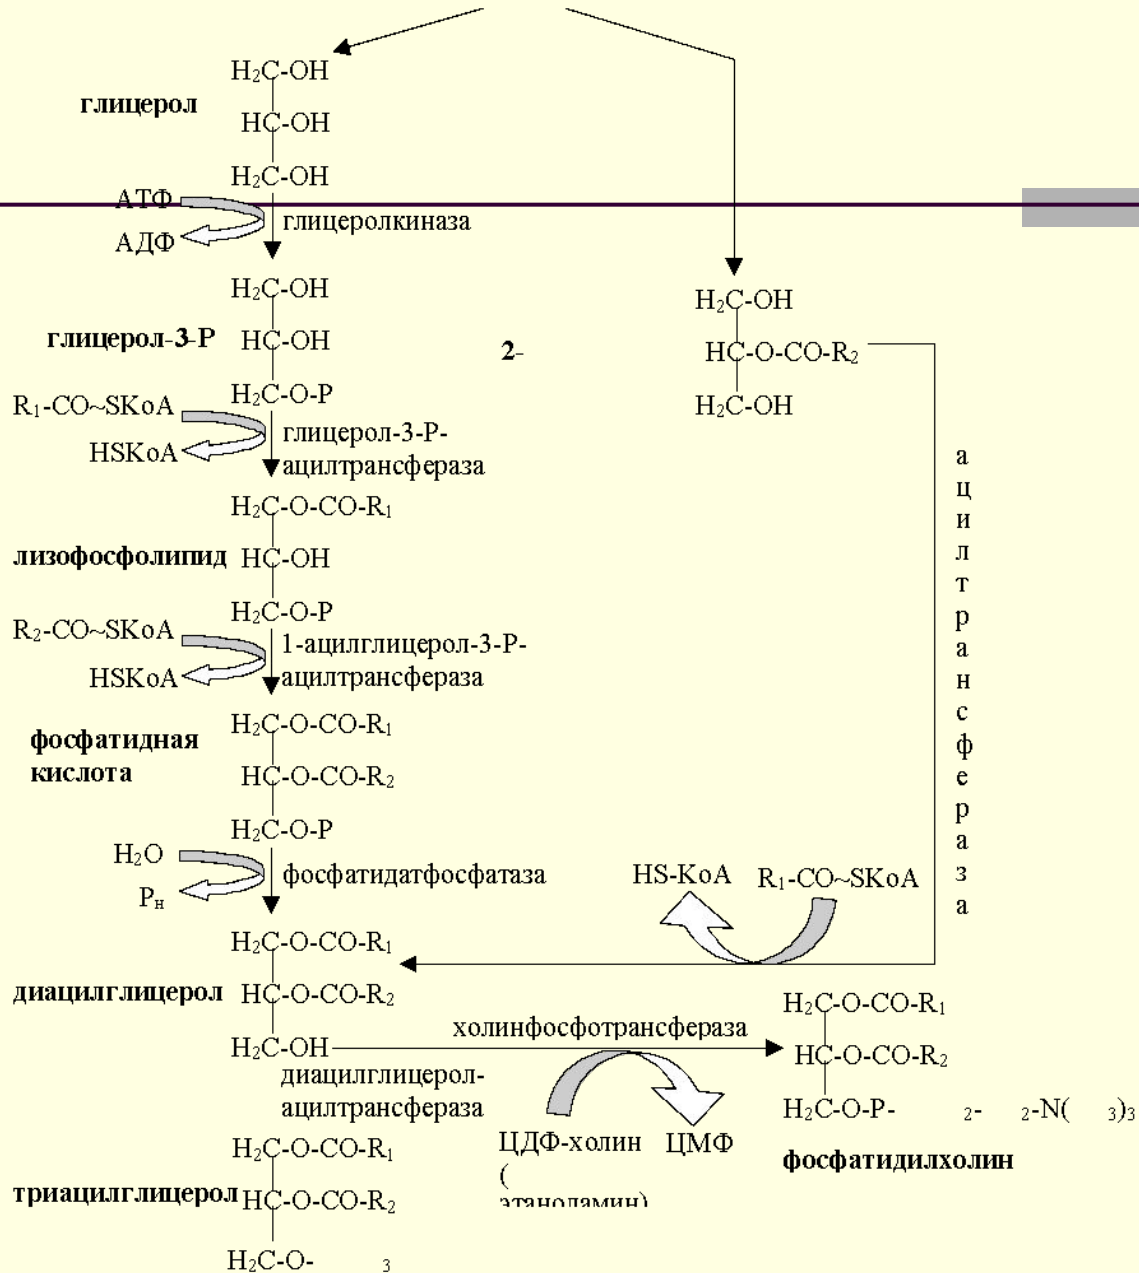 H₂C-OH
глицерол
HC-OH
H₂C-OH
АТФ
глицеролкиназа
АДФ
H₂C-OH
глицерол-3-Р
HC-OH
H₂C-O-P
R₁-CO~SKoA
HSKoA
глицерол-3-Р-
ацилтрансфераза
2-
H₂C-OH
HC-O-CO-R₂
H₂C-OH
ацилтрансфераза
H₂C-O-CO-R₁
лизофосфолипид
HC-OH
H₂C-O-P
R₂-CO~SKoA
HSKoA
1-ацилглицерол-3-Р-
ацилтрансфераза
H₂C-O-CO-R₁
фосфатидная
кислота
HC-O-CO-R₂
H₂C-O-P
H₂O
Pн
фосфатидатфосфатаза
HS-KoA
R₁-CO~SKoA
H₂C-O-CO-R₁
диацилглицерол
HC-O-CO-R₂
H₂C-OH
холинфосфотрансфераза
диацилглицерол-
ацилтрансфераза
ЦДФ-холин
(
этаноламин)
ЦМФ
H₂C-O-CO-R₁
HC-O-CO-R₂
H₂C-O-P- ₂- ₂-N( ₃)₃
фосфатидилхолин
H₂C-O-CO-R₁
триацилглицерол
HC-O-CO-R₂
H₂C-O- ₃